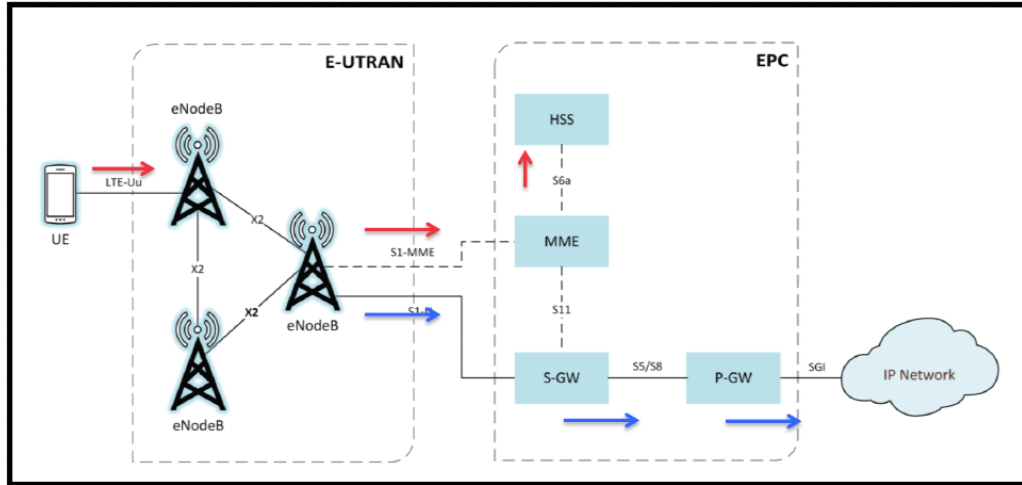 E-UTRAN
EPC
eNodeB
HSS
LTE-Uu
S6a
UE
X2
S1-MME
MME
X2
X2
eNodeB
S11
S-GW
S5/S8
P-GW
SGI
IP Network
eNodeB